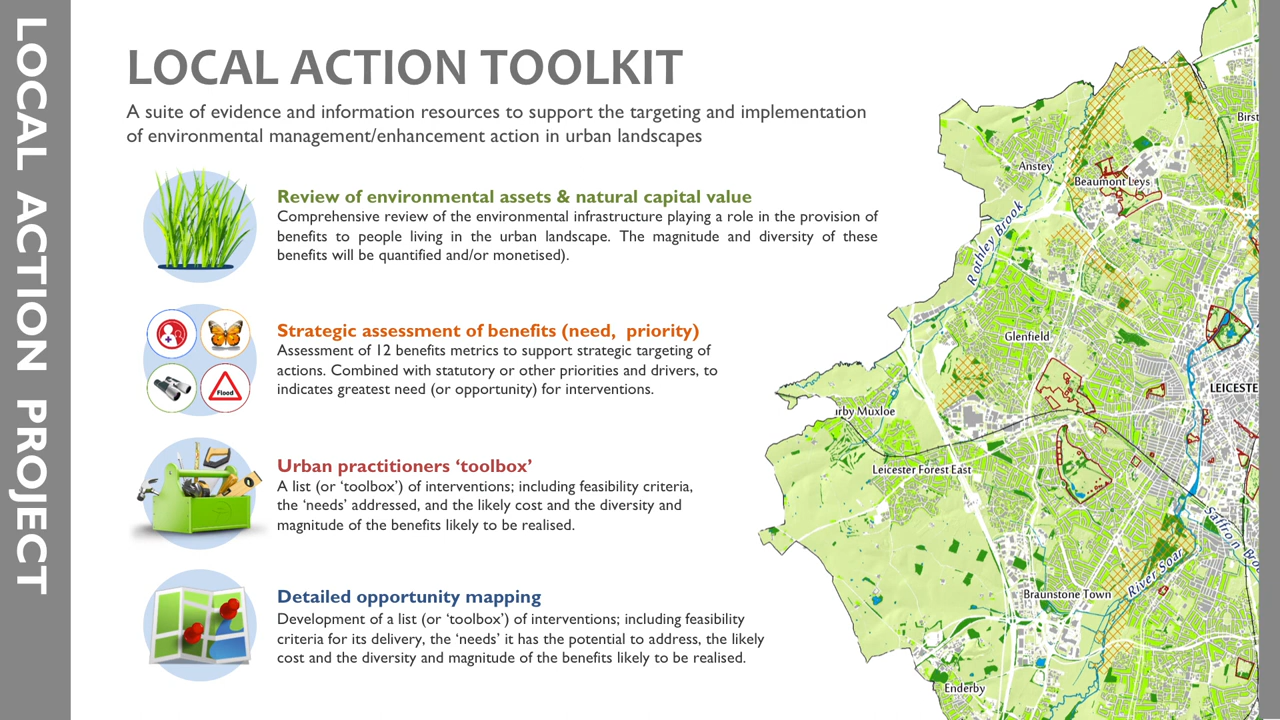 LOCAL ACTION PROJECT
LOCAL ACTION TOOLKIT
A suite of evidence and information resources to support the targeting and implementation
of environmental management/enhancement action in urban landscapes
Review of environmental assets & natural capital value
Comprehensive review of the environmental infrastructure playing a role in the provision of
benefits to people living in the urban landscape. The magnitude and diversity of these
benefits will be quantified and/or monetised).
Flood
Strategic assessment of benefits (need,  priority)
Assessment of 12 benefits metrics to support strategic targeting of
actions. Combined with statutory or other priorities and drivers, to
indicates greatest need (or opportunity) for interventions.
Urban practitioners ‘toolbox’
A list (or ‘toolbox’) of interventions; including feasibility criteria,
the ‘needs’ addressed, and the likely cost and the diversity and
magnitude of the benefits likely to be realised.
Detailed opportunity mapping
Development of a list (or ‘toolbox’) of interventions; including feasibility
criteria for its delivery, the ‘needs’ it has the potential to address, the likely
cost and the diversity and magnitude of the benefits likely to be realised.
Birst
Anstey
Beaumont Leys
Rothley Brook
Glenfield
LEICESTE
irby Muxloe
Leicester Forest East
Saffron Bro
River Soar
Braunstone Town
Enderby